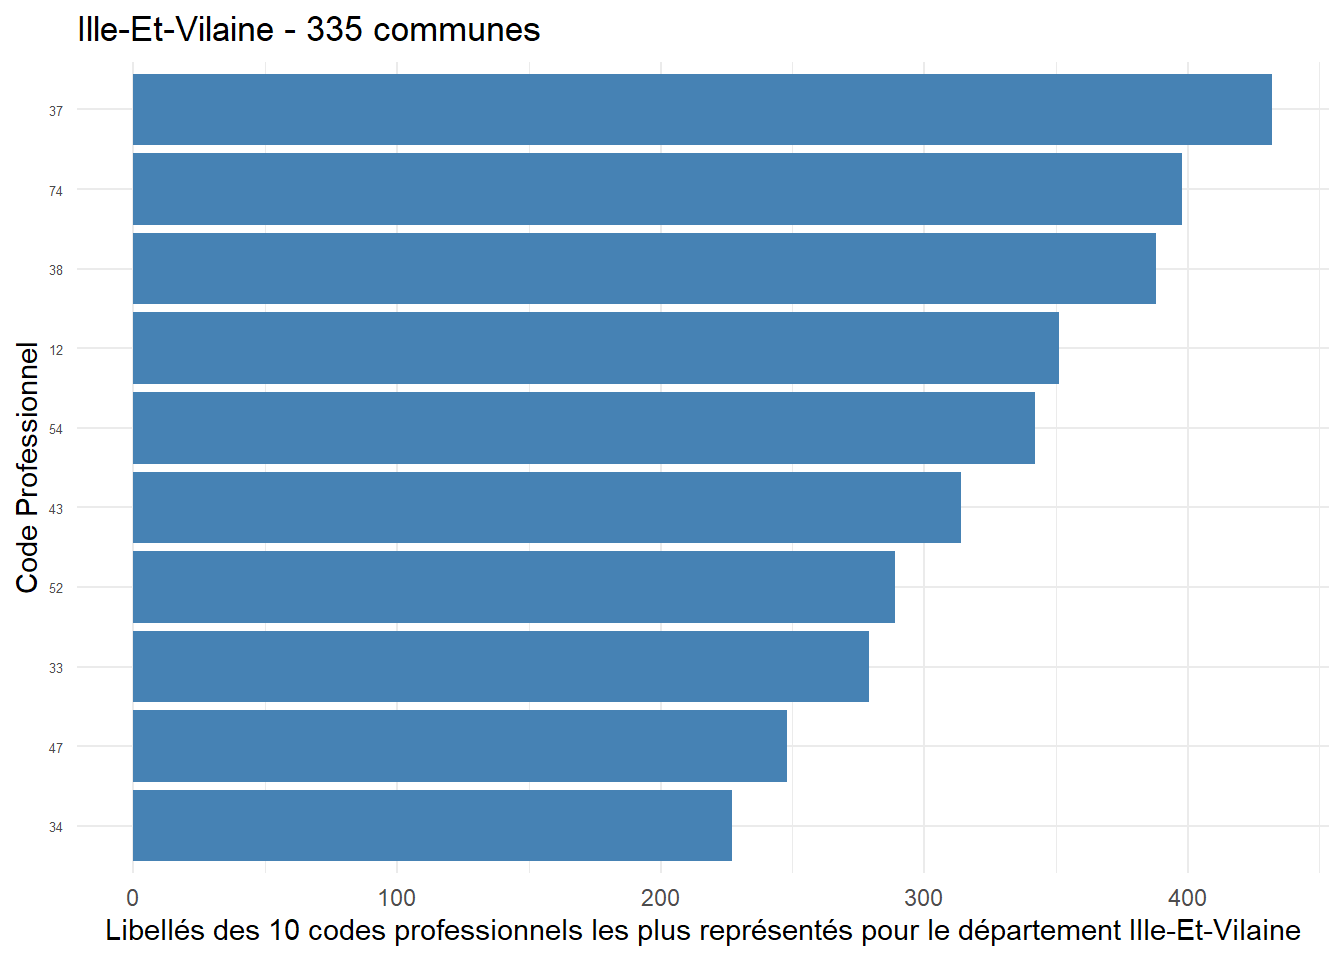 Ille-Et-Vilaine - 335 communes
37
74
38
12
54
43
52
33
47
34
Code Professionnel
0 100 200 300 400
Libellés des 10 codes professionnels les plus représentés pour le département Ille-Et-Vilaine